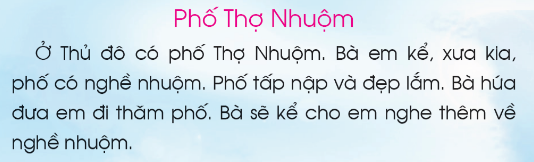 Phố Thợ Nhuộm
Ở Thủ đô có phố Thợ Nhuộm. Bà em kể, xưa kia,
phố có nghề nhuộm. Phố tấp nập và đẹp lắm. Bà hứa
đưa em đi thăm phố. Bà sẽ kể cho em nghe thêm về
nghề nhuộm.